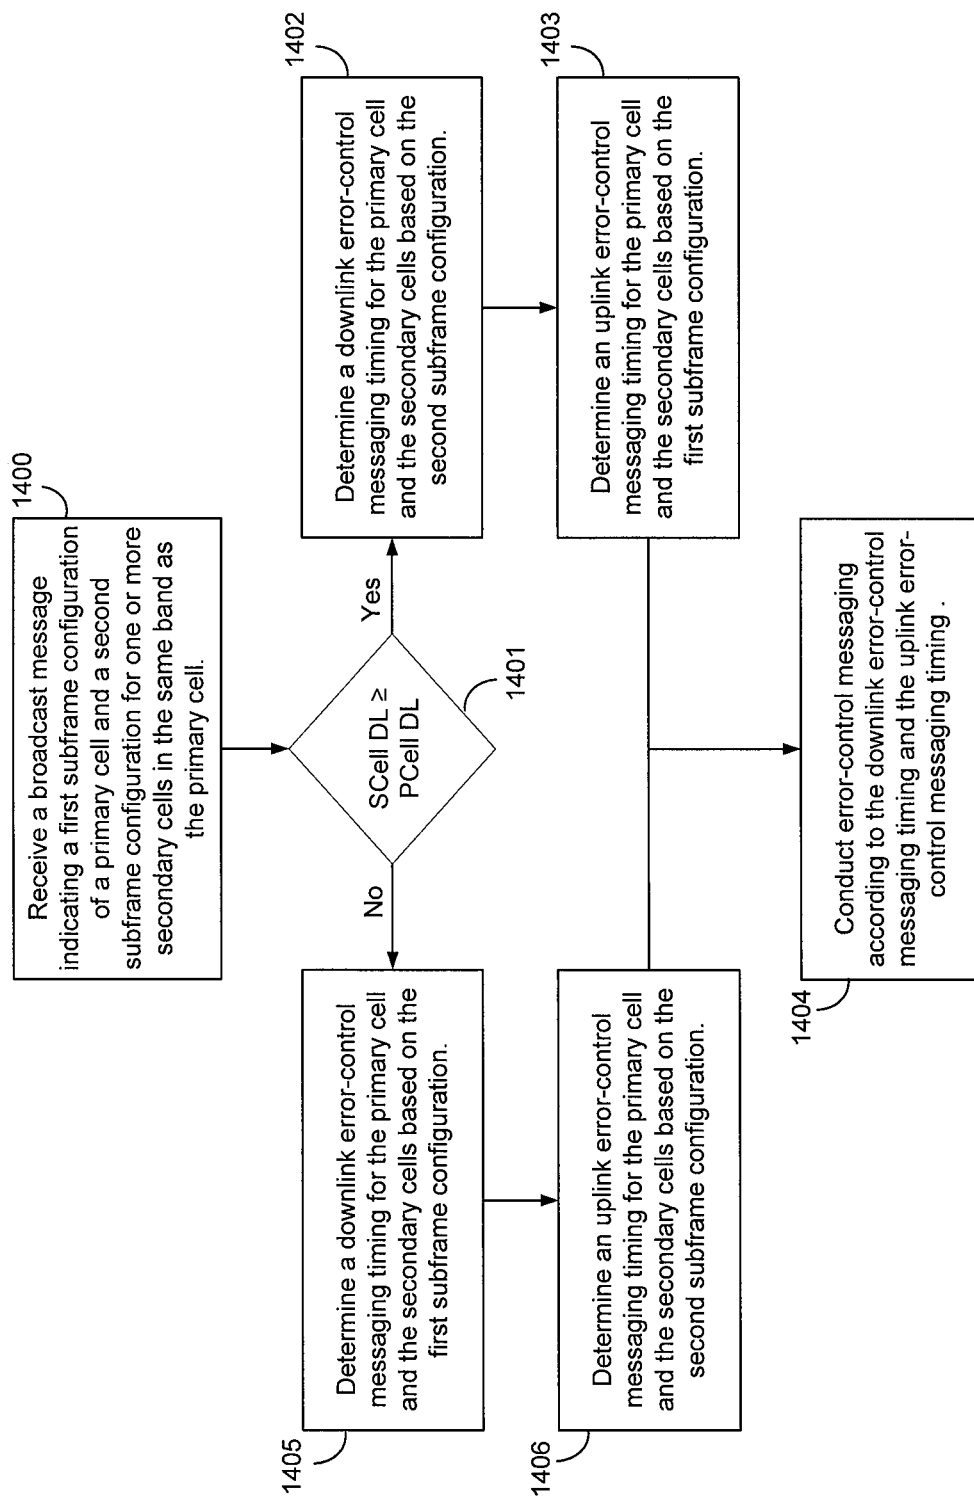 1400
Receive a broadcast message
indicating a first subframe configuration
of a primary cell and a second
subframe configuration for one or more
secondary cells in the same band as
the primary cell.
SCell DL ≥
PCell DL
1401
Yes
No
1402
Determine a downlink error-control
messaging timing for the primary cell
and the secondary cells based on the
second subframe configuration.
1403
Determine an uplink error-control
messaging timing for the primary cell
and the secondary cells based on the
first subframe configuration.
1405
Determine a downlink error-control
messaging timing for the primary cell
and the secondary cells based on the
first subframe configuration.
1406
Determine an uplink error-control
messaging timing for the primary cell
and the secondary cells based on the
second subframe configuration.
1404
Conduct error-control messaging
according to the downlink error-control
messaging timing and the uplink error-
control messaging timing .